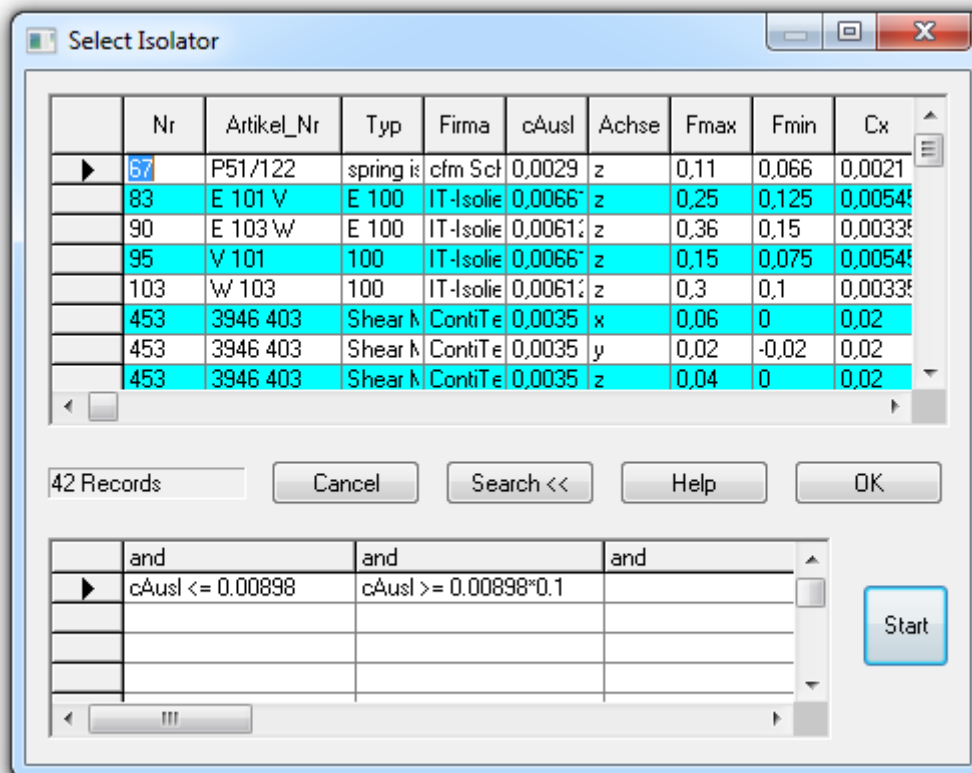 Select Isolator
Nr Artikel_Nr Typ Firma cAusl Achse Fmax Fmin Cx
67 P51/122 spring is cfm Sch 0,0029 z 0,11 0,066 0,0021
83 E 101 V E 100 IT-Isolie 0,0066 z 0,25 0,125 0,00545
90 E 103 W E 100 IT-Isolie 0,00612 z 0,36 0,15 0,00335
95 V 101 100 IT-Isolie 0,0066 z 0,15 0,075 0,00545
103 W 103 100 IT-Isolie 0,00612 z 0,3 0,1 0,00335
453 3946 403 Shear M ContiTe 0,0035 x 0,06 0 0,02
453 3946 403 Shear M ContiTe 0,0035 y 0,02 -0,02 0,02
453 3946 403 Shear M ContiTe 0,0035 z 0,04 0 0,02
42 Records Cancel Search << Help OK
and and and
cAusl <= 0.00898 cAusl >= 0.00898*0.1
Start